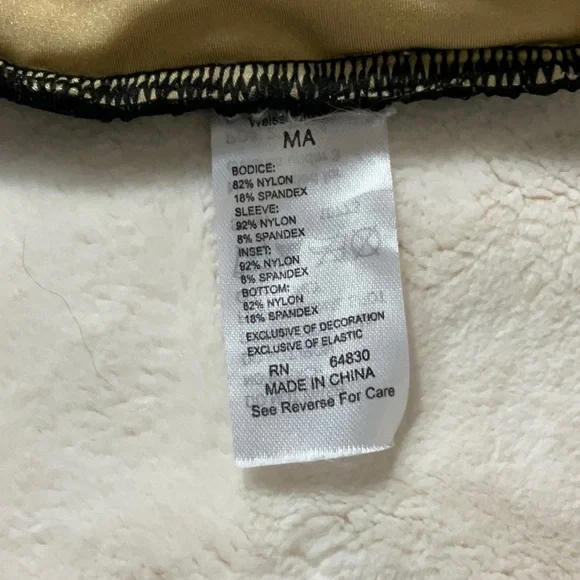 MA
BODICE:
82% NYLON
18% SPANDEX
SLEEVE:
92% NYLON
8% SPANDEX
INSET:
92% NYLON
8% SPANDEX
BOTTOM:
82% NYLON
18% SPANDEX
EXCLUSIVE OF DECORATION
EXCLUSIVE OF ELASTIC
RN 64830
MADE IN CHINA
See Reverse For Care